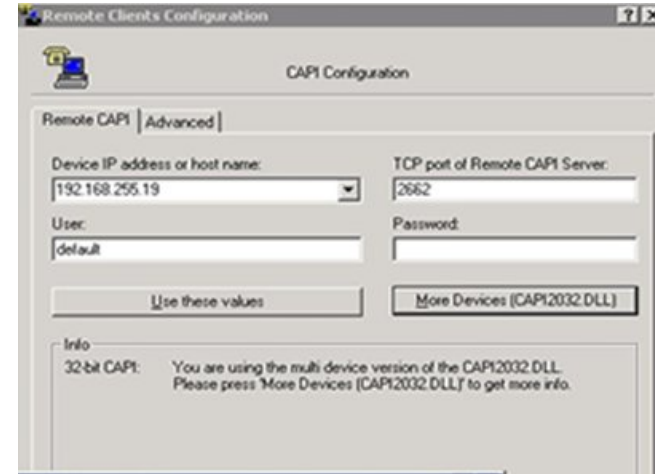 Remote Clients Configuration
CAPI Configuration
Remote CAPI Advanced
Device IP address or host name: TCP port of Remote CAPI Server:
192.168.255.19 2662
User: Password:
default
Use these values More Devices (CAPI2032.DLL)
Info
32-bit CAPI: You are using the multi device version of the CAPI2032.DLL.
Please press 'More Devices (CAPI2032.DLL)' to get more info.